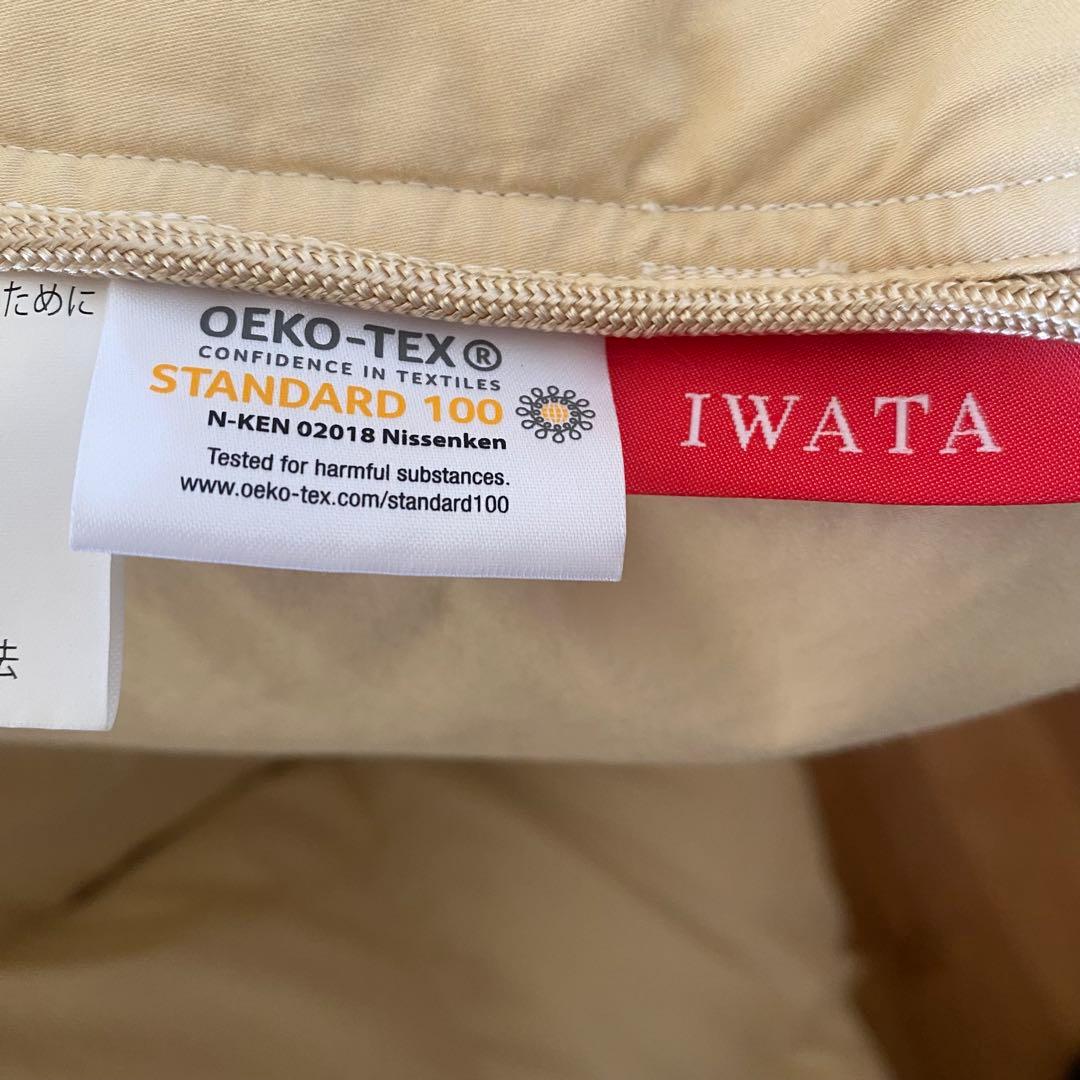 ために
法
OEKO-TEX®
CONFIDENCE IN TEXTILES
STANDARD 100
N-KEN 02018 Nissenken
Tested for harmful substances.
www.oeko-tex.com/standard100
IWATA